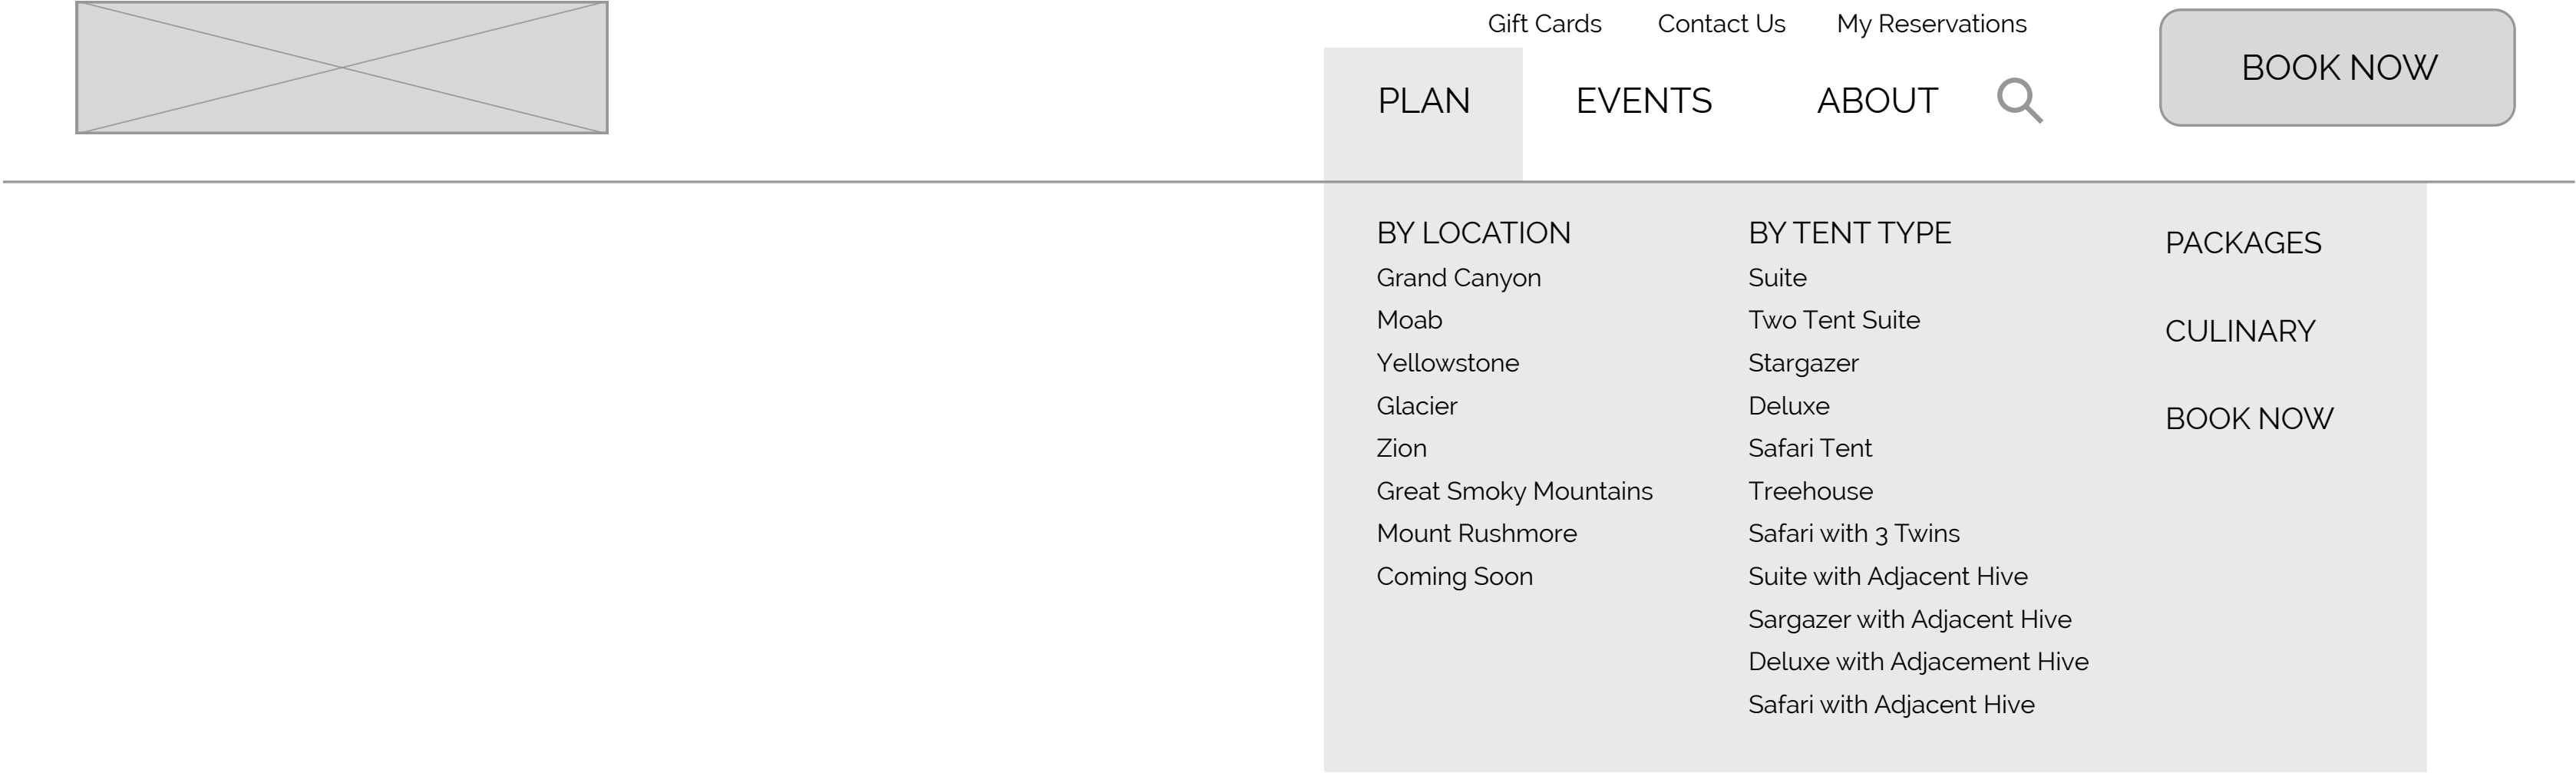 Gift Cards
Contact Us
My Reservations
BOOK NOW
PLAN
EVENTS
ABOUT
BY LOCATION
Grand Canyon
Moab
Yellowstone
Glacier
Zion
Great Smoky Mountains
Mount Rushmore
Coming Soon
BY TENT TYPE
Suite
Two Tent Suite
Stargazer
Deluxe
Safari Tent
Treehouse
Safari with 3 Twins
Suite with Adjacent Hive
Sargazer with Adjacent Hive
Deluxe with Adjacement Hive
Safari with Adjacent Hive
PACKAGES
CULINARY
BOOK NOW